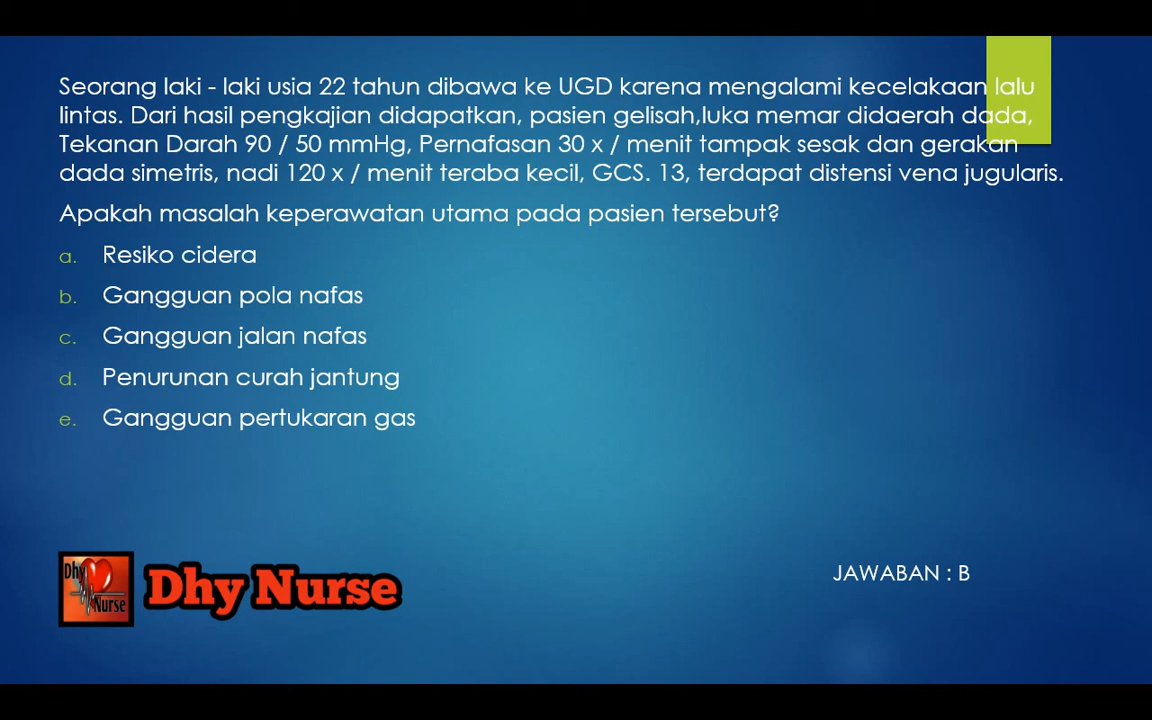 Seorang laki - laki usia 22 tahun dibawa ke UGD karena mengalami kecelakaan lalu
lintas. Dari hasil pengkajian didapatkan, pasien gelisah,luka memar didaerah dada,
Tekanan Darah 90 / 50 mmHg, Pernafasan 30 x / menit tampak sesak dan gerakan
dada simetris, nadi 120 x / menit teraba kecil, GCS. 13, terdapat distensi vena jugularis.
Apakah masalah keperawatan utama pada pasien tersebut?
a. Resiko cidera
b. Gangguan pola nafas
c. Gangguan jalan nafas
d. Penurunan curah jantung
e. Gangguan pertukaran gas
Dhy
Nurse
Dhy Nurse
JAWABAN : B